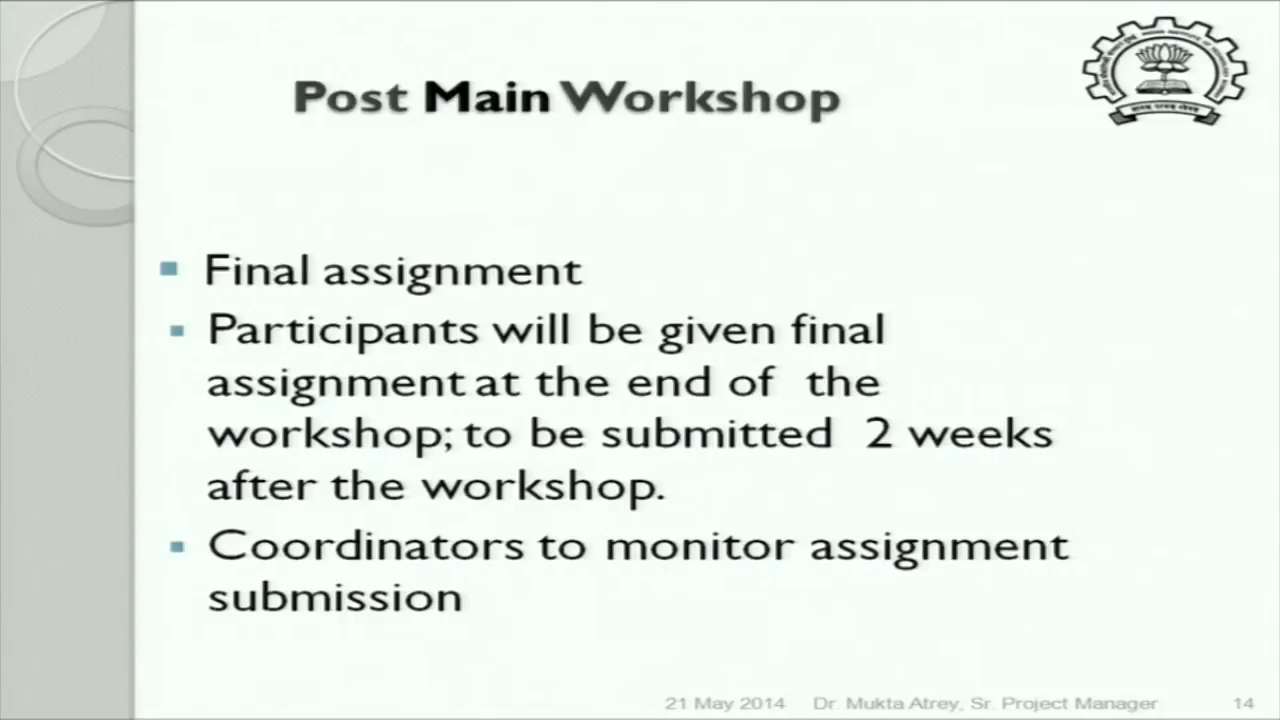 Post Main Workshop
Final assignment
Participants will be given final
assignment at the end of the
workshop; to be submitted 2 weeks
after the workshop.
Coordinators to monitor assignment
submission
21 May 2014 Dr. Mukta Atrey, Sr. Project Manager 14